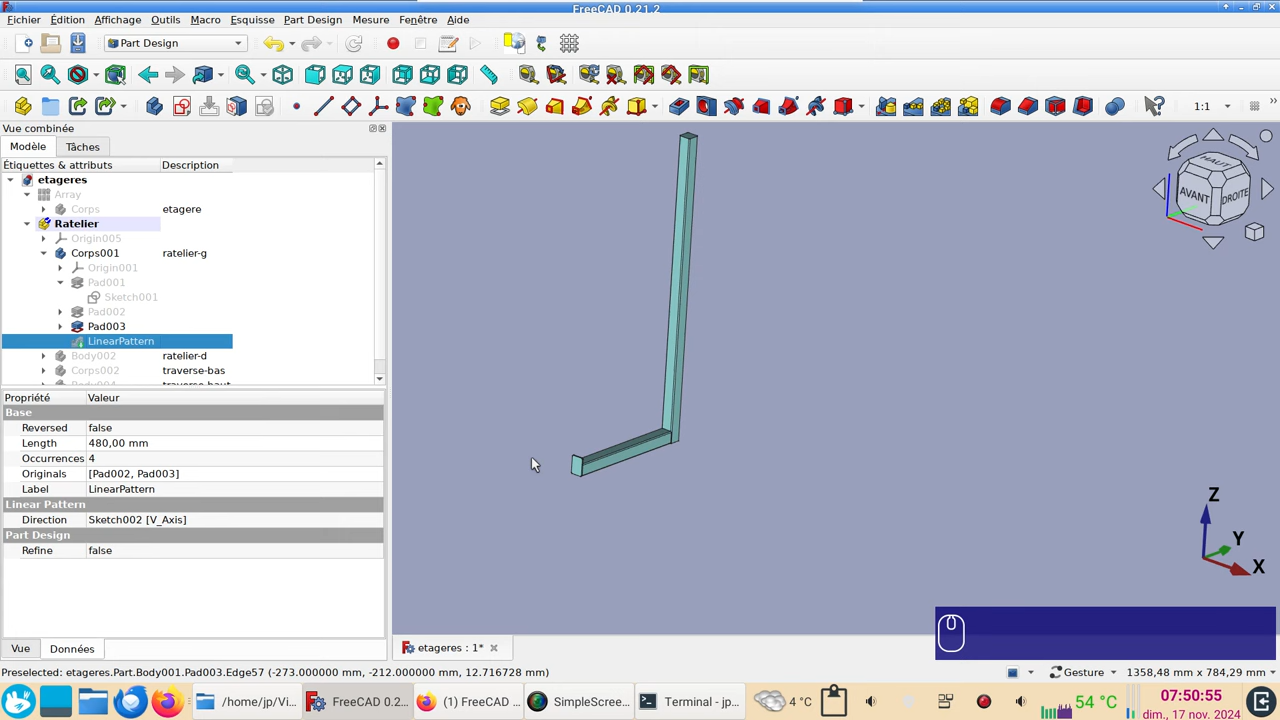 FreeCAD 0.21.2
Fichier Édition Affichage Outils Macro Esquisse Part Design Mesure Fenêtre Aide
Part Design
1:1
Vue combinée
Modèle Tâches
Étiquettes & attributs Description
etageres
Array
Corps etagere
Ratelier
Origin005
Corps001 ratelier-g
Origin001
Pad001
Sketch001
Pad002
Pad003
LinearPattern
Body002 ratelier-d
Corps002 traverse-bas
Body004 traverse-haut
Propriété Valeur
Base
Reversed false
Length 480,00 mm
Occurrences 4
Originals [Pad002, Pad003]
Label LinearPattern
Linear Pattern
Direction Sketch002 [V_Axis]
Part Design
Refine false
HAUT
AVANT
DROITE
Z
Y
X
Vue Données
etageres : 1*
Preselected: etageres.Part.Body001.Pad003.Edge57 (-273.000000 mm, -212.000000 mm, 12.716728 mm)
Gesture 1358,48 mm x 784,29 mm
/home/jp/Vi... FreeCAD 0.2... (1) FreeCAD ... SimpleScree... Terminal - jp... 4 °C 54 °C 07:50:55
dim., 17 nov. 2024